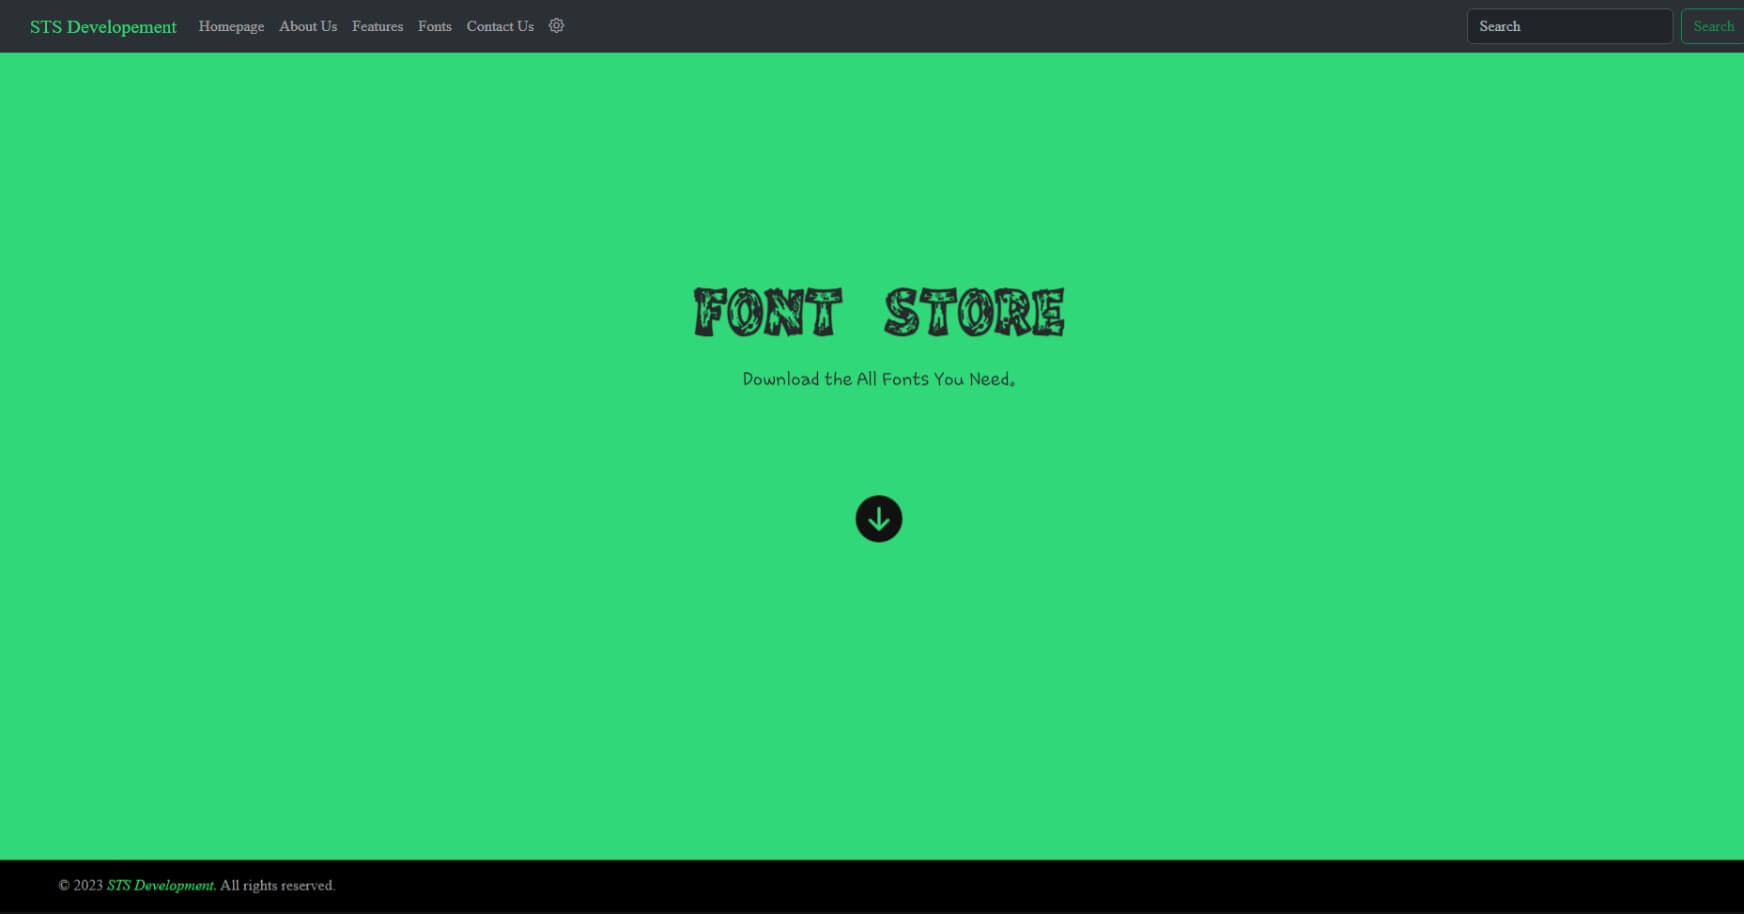 STS Developement Homepage About Us Features Fonts Contact Us Search Search
FONT STORE
Download the All Fonts You Need.
© 2023 STS Development. All rights reserved.